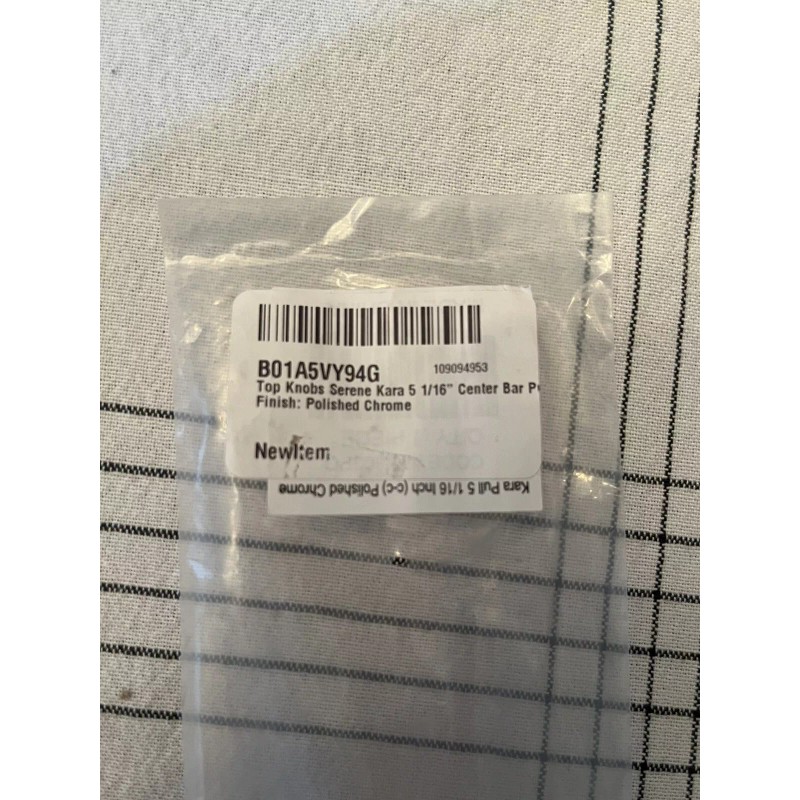 B01A5VY94G 109094953
Top Knobs Serene Kara 5 1/16" Center Bar
Finish: Polished Chrome
NewItem
Kara Pull 5 1/16 Inch (c-c) Polished Chrome